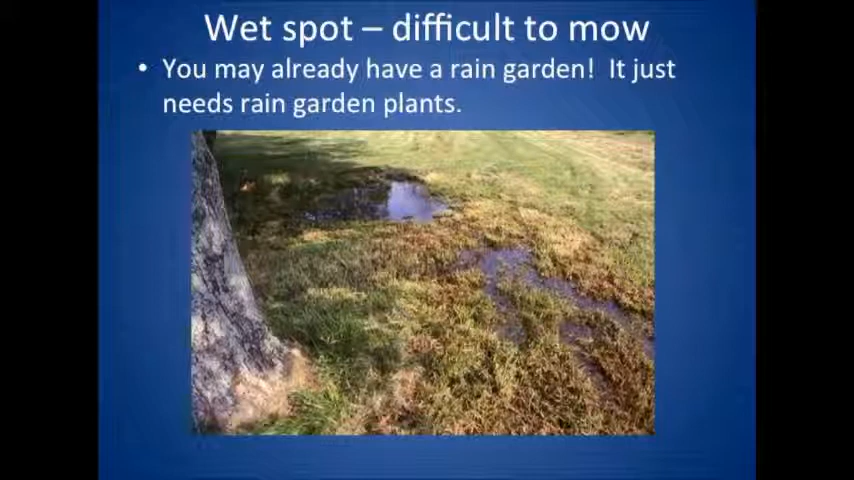 Wet spot – difficult to mow
• You may already have a rain garden!  It just
needs rain garden plants.